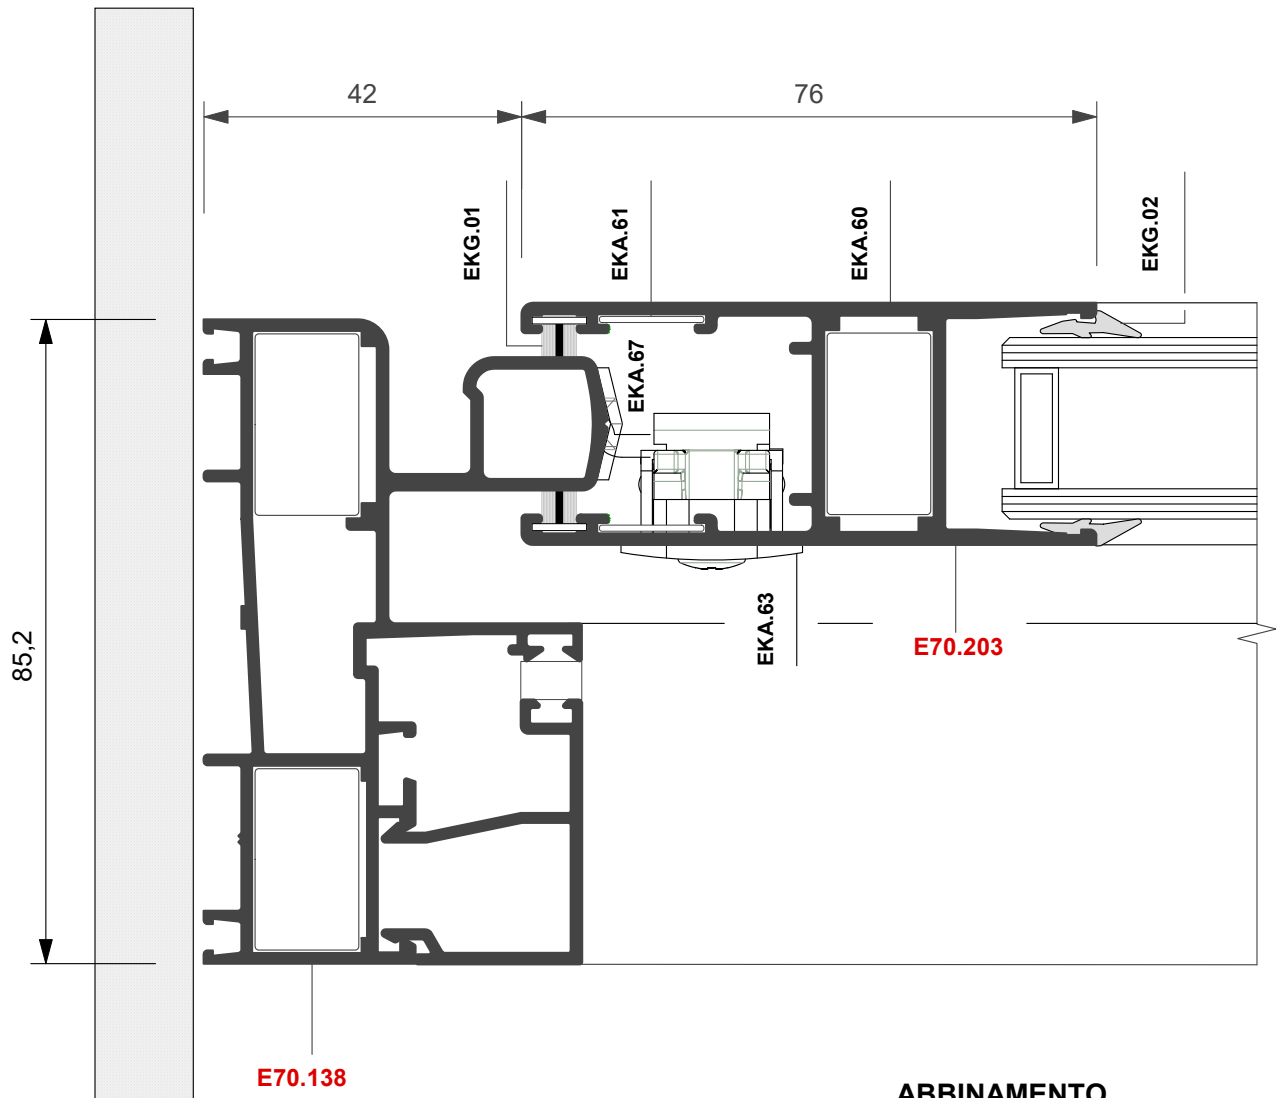 42
76
EKG.01
EKA.61
EKA.60
EKG.02
EKA.67
85,2
EKA.63
E70.203
E70.138
ABBINAMENTO